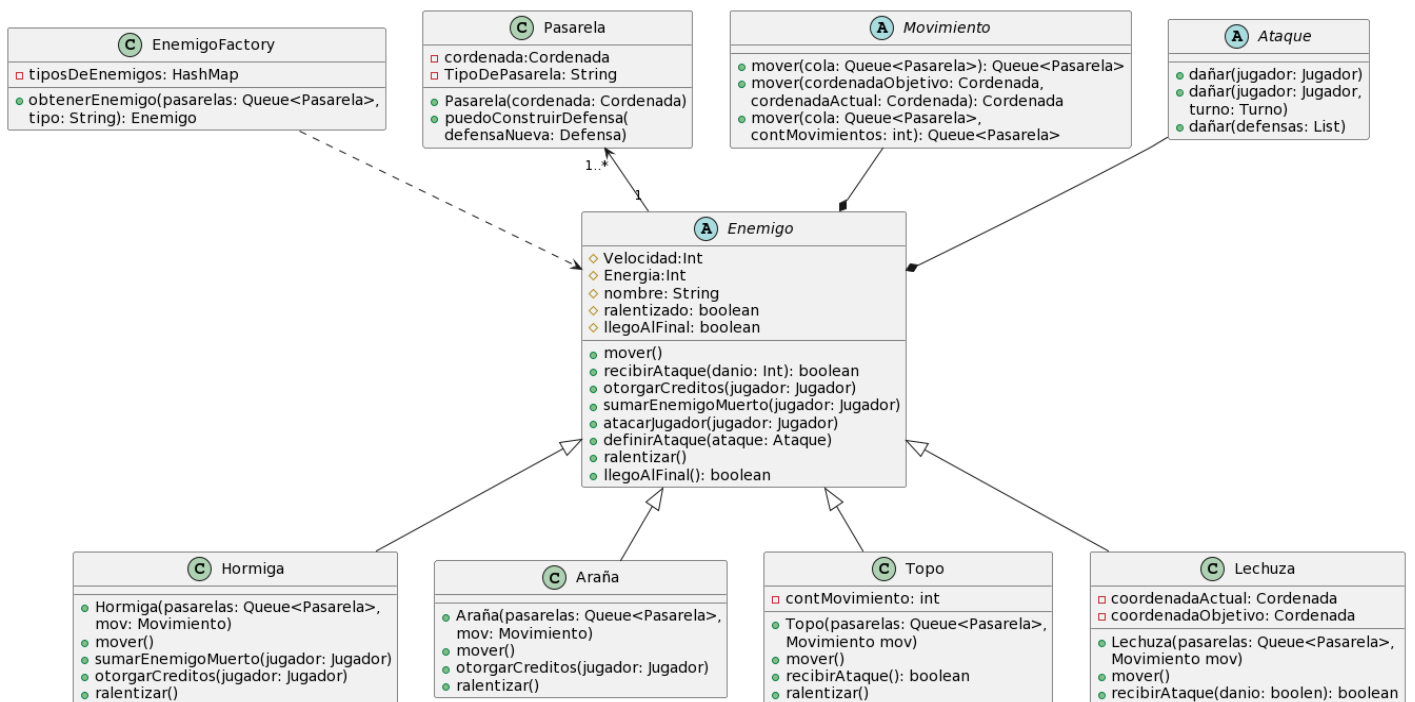 C EnemigoFactory
tiposDeEnemigos: HashMap
obtenerEnemigo(pasarelas: Queue<Pasarela>,
tipo: String): Enemigo
C Pasarela
cordenada:Cordenada
TipoDePasarela: String
Pasarela(cordenada: Cordenada)
puedoConstruirDefensa(
defensaNueva: Defensa)
A Movimiento
mover(cola: Queue<Pasarela>): Queue<Pasarela>
mover(cordenadaObjetivo: Cordenada,
cordenadaActual: Cordenada): Cordenada
mover(cola: Queue<Pasarela>,
contMovimientos: int): Queue<Pasarela>
A Ataque
dañar(jugador: Jugador)
dañar(jugador: Jugador,
turno: Turno)
dañar(defensas: List)
1..*
1
A Enemigo
Velocidad:Int
Energia:Int
nombre: String
ralentizado: boolean
llegoAlFinal: boolean
mover()
recibirAtaque(danio: Int): boolean
otorgarCreditos(jugador: Jugador)
sumarEnemigoMuerto(jugador: Jugador)
atacarJugador(jugador: Jugador)
definirAtaque(ataque: Ataque)
ralentizar()
llegoAlFinal(): boolean
C Hormiga
Hormiga(pasarelas: Queue<Pasarela>,
mov: Movimiento)
mover()
sumarEnemigoMuerto(jugador: Jugador)
otorgarCreditos(jugador: Jugador)
ralentizar()
C Araña
Araña(pasarelas: Queue<Pasarela>,
mov: Movimiento)
mover()
otorgarCreditos(jugador: Jugador)
ralentizar()
C Topo
contMovimiento: int
Topo(pasarelas: Queue<Pasarela>,
Movimiento mov)
mover()
recibirAtaque(): boolean
ralentizar()
C Lechuza
coordenadaActual: Cordenada
coordenadaObjetivo: Cordenada
Lechuza(pasarelas: Queue<Pasarela>,
Movimiento mov)
mover()
recibirAtaque(danio: boolen): boolean